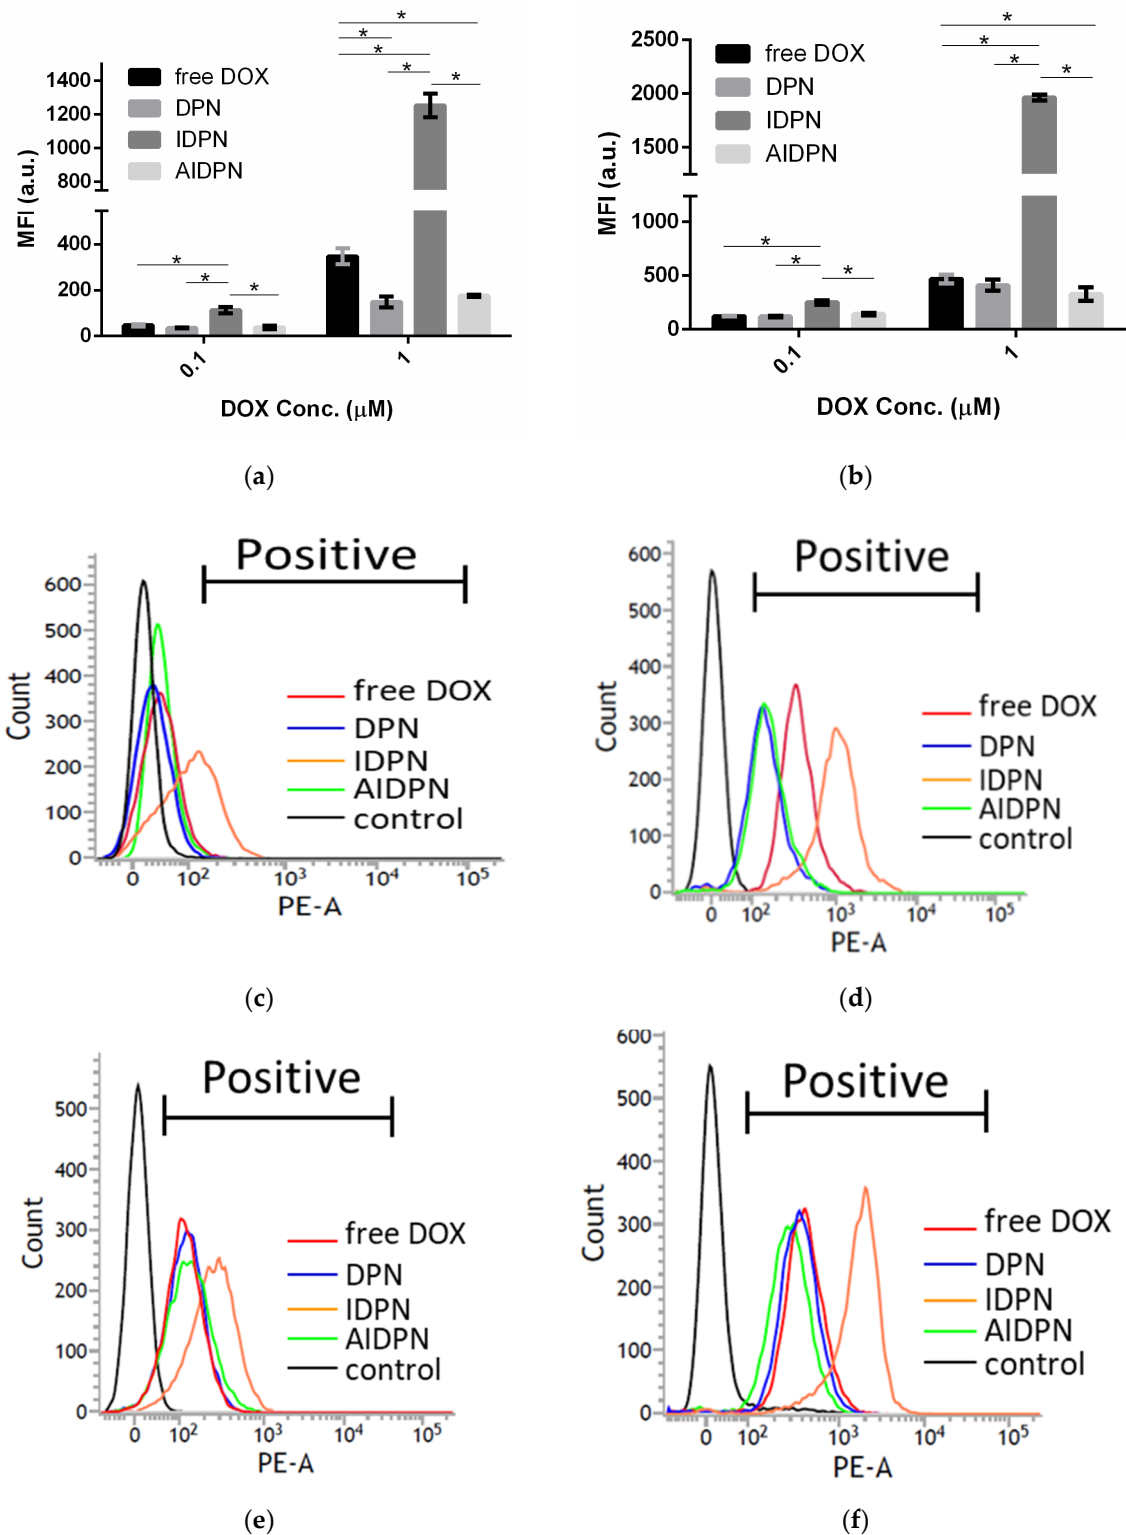 * * * * *
1400
1200
1000
800
400
200
0
MFI (a.u.)
free DOX
DPN
IDPN
AIDPN
* * *
0.1
1
DOX Conc. (μM)
(a)
* * * *
2500
2000
1500
1000
500
0
MFI (a.u.)
free DOX
DPN
IDPN
AIDPN
* * *
0.1
1
DOX Conc. (μM)
(b)
Positive
600
500
400
300
200
100
0
Count
free DOX
DPN
IDPN
AIDPN
control
0 10² 10³ 10⁴ 10⁵
PE-A
(c)
Positive
600
500
400
300
200
100
0
Count
free DOX
DPN
IDPN
AIDPN
control
0 10² 10³ 10⁴ 10⁵
PE-A
(d)
Positive
500
400
300
200
100
0
Count
free DOX
DPN
IDPN
AIDPN
control
0 10² 10³ 10⁴ 10⁵
PE-A
(e)
Positive
600
500
400
300
200
100
0
Count
free DOX
DPN
IDPN
AIDPN
control
0 10² 10³ 10⁴ 10⁵
PE-A
(f)